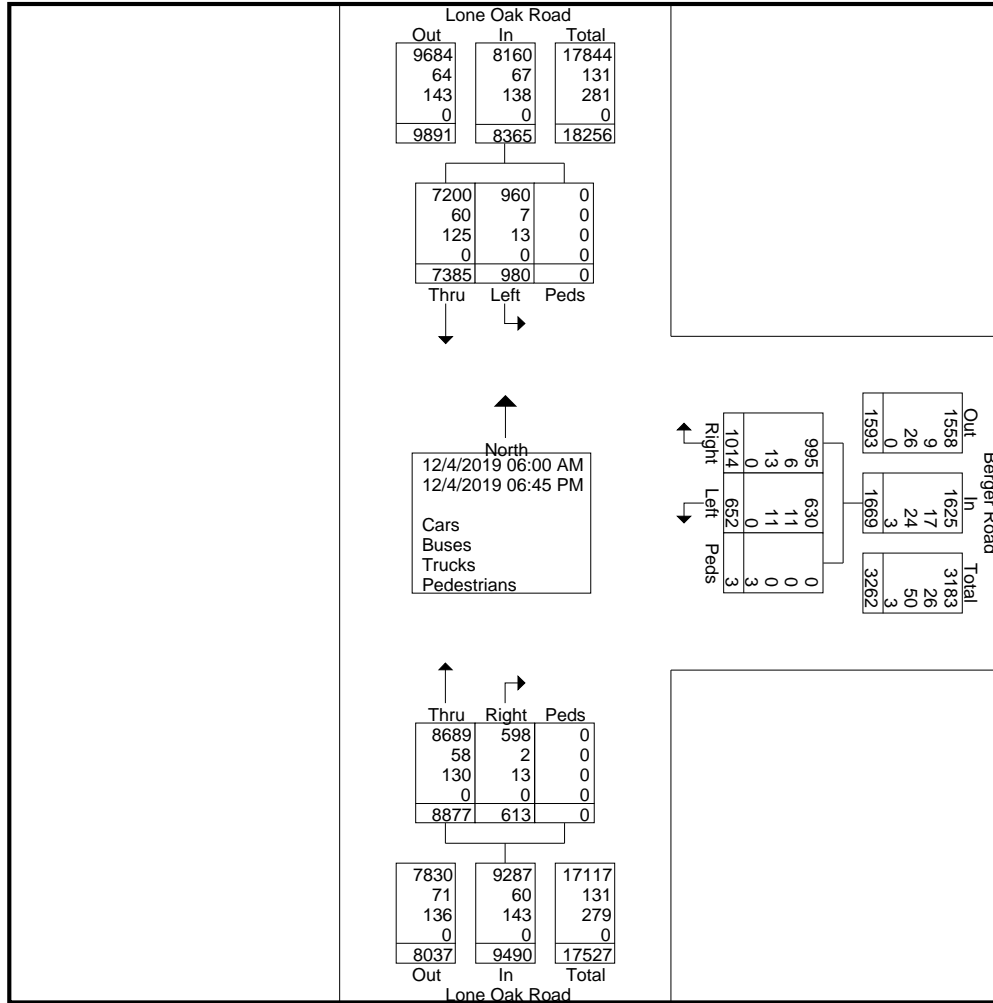 Lone Oak Road
Out In Total
9684 8160 17844
64 67 131
143 138 281
0 0 0
9891 8365 18256
7200 960 0
60 7 0
125 13 0
0 0 0
7385 980 0
Thru Left Peds
North
12/4/2019 06:00 AM
12/4/2019 06:45 PM
Cars
Buses
Trucks
Pedestrians
Berger Road
Out In Total
1558 1625 3183
9 17 26
26 24 50
0 3 3
1593 1669 3262
995 630 0
6 11 0
13 11 0
0 0 3
1014 652 3
Right Left Peds
Thru Right Peds
8689 598 0
58 2 0
130 13 0
0 0 0
8877 613 0
7830 9287 17117
71 60 131
136 143 279
0 0 0
8037 9490 17527
Out In Total
Lone Oak Road